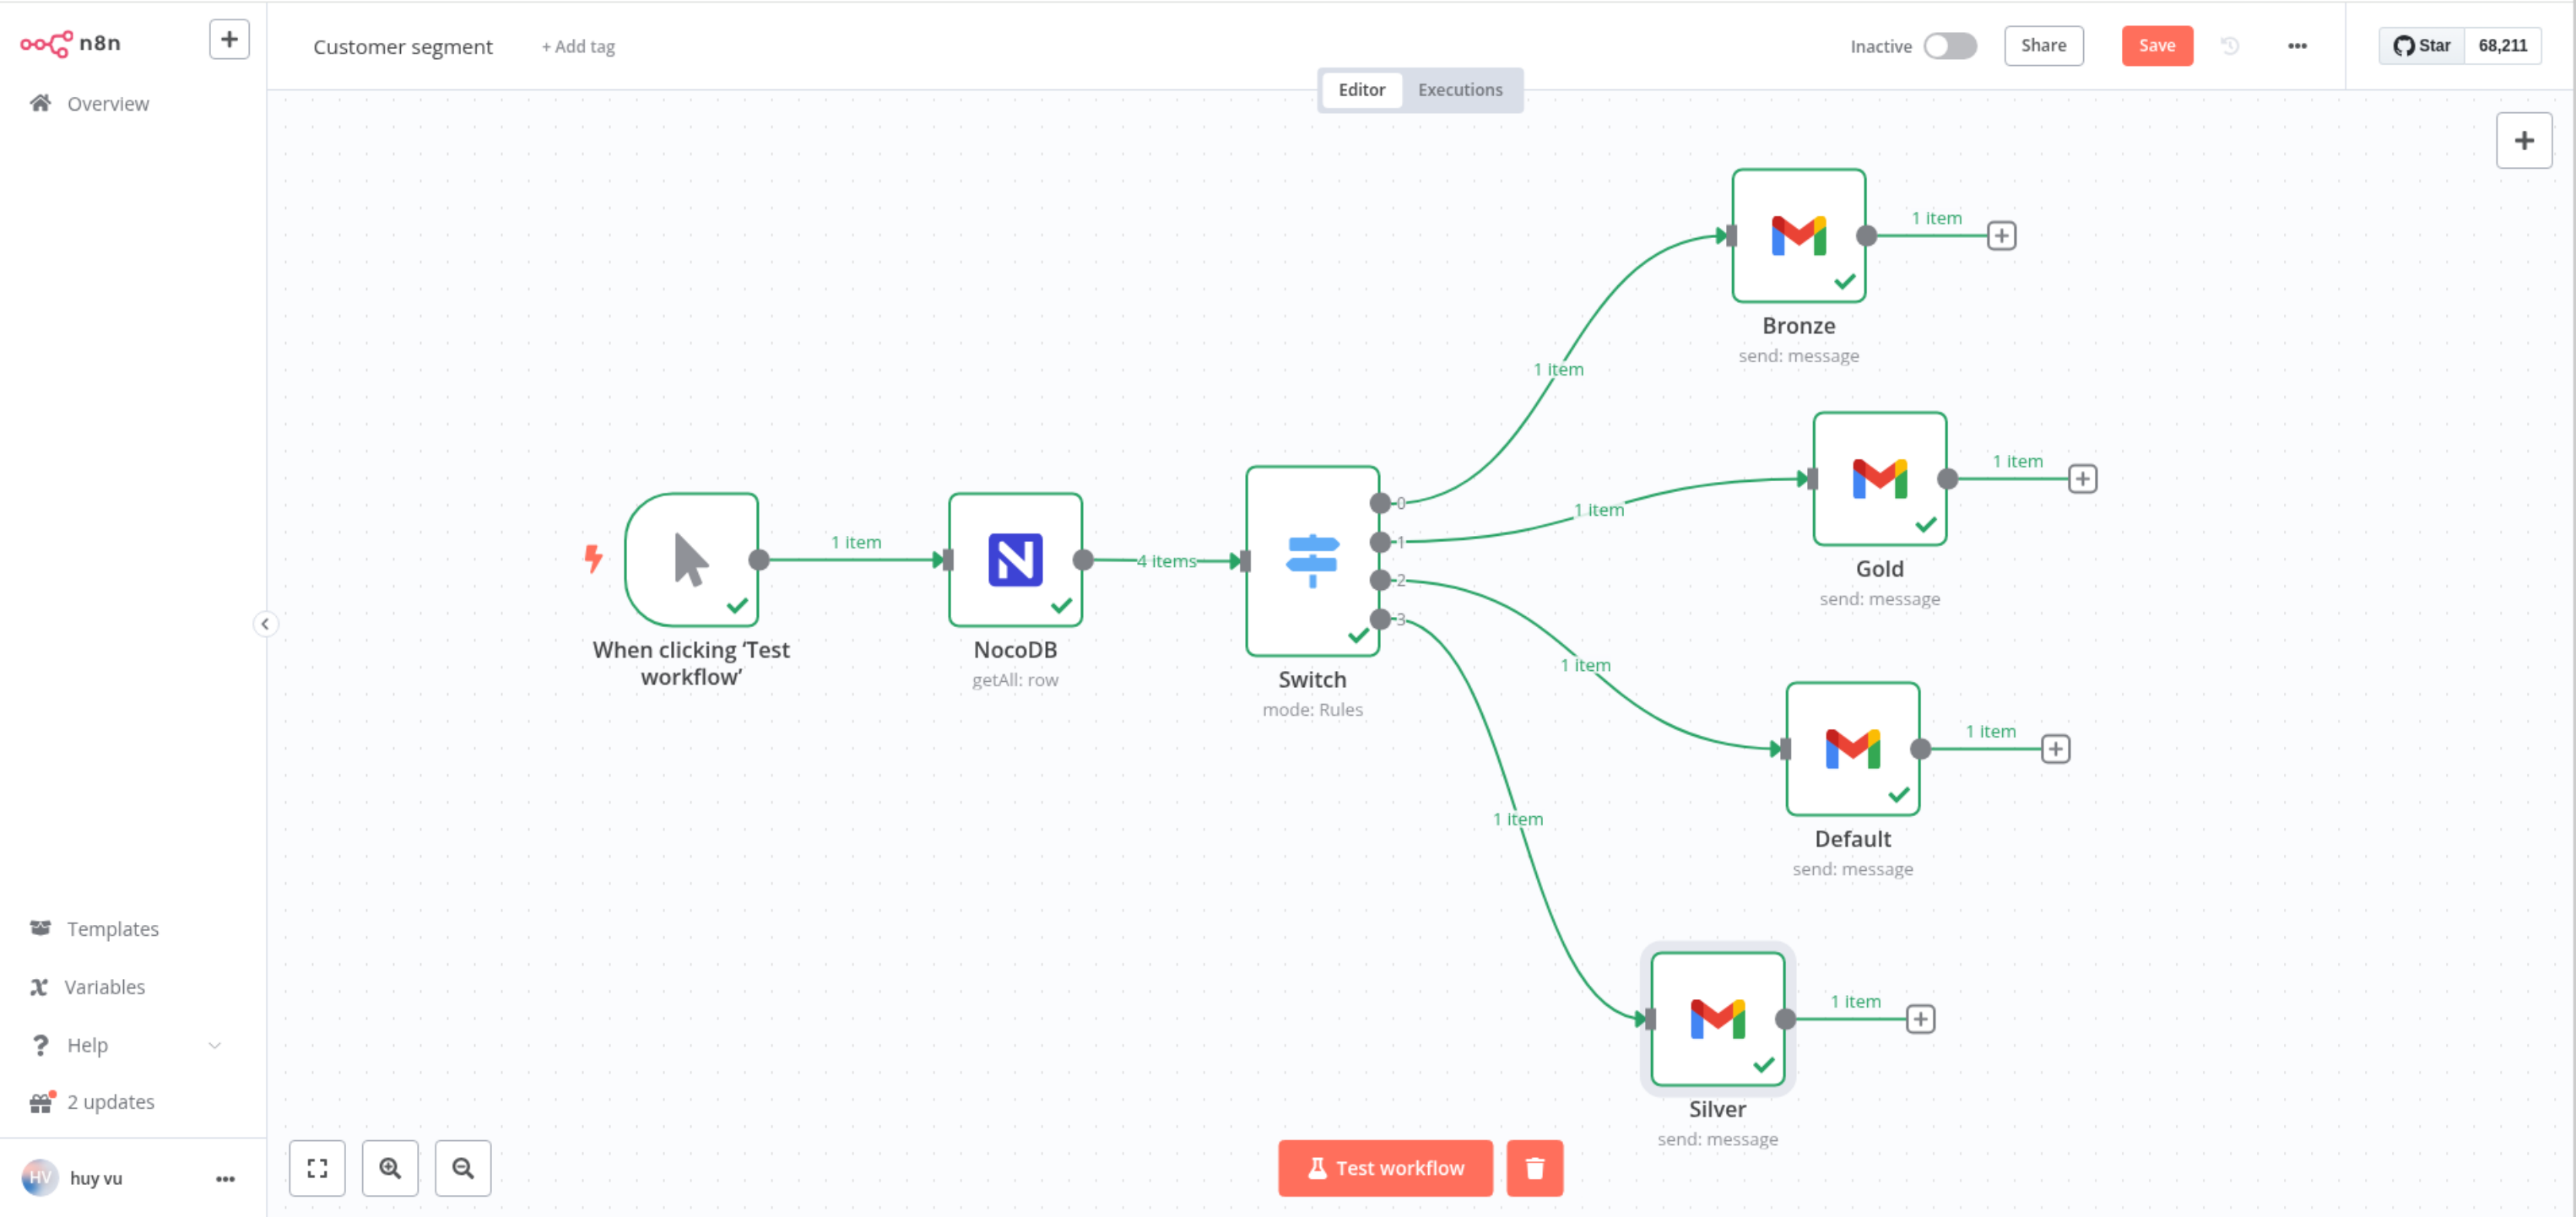 n8n
Overview
Templates
Variables
Help
2 updates
HV
huy vu
Customer segment
+ Add tag
Inactive
Share
Save
Star
68,211
Editor
Executions
When clicking ‘Test
workflow’
1 item
NocoDB
getAll: row
4 items
Switch
mode: Rules
0
1
2
3
1 item
1 item
1 item
1 item
Bronze
send: message
1 item
Gold
send: message
1 item
Default
send: message
1 item
Silver
send: message
1 item
Test workflow